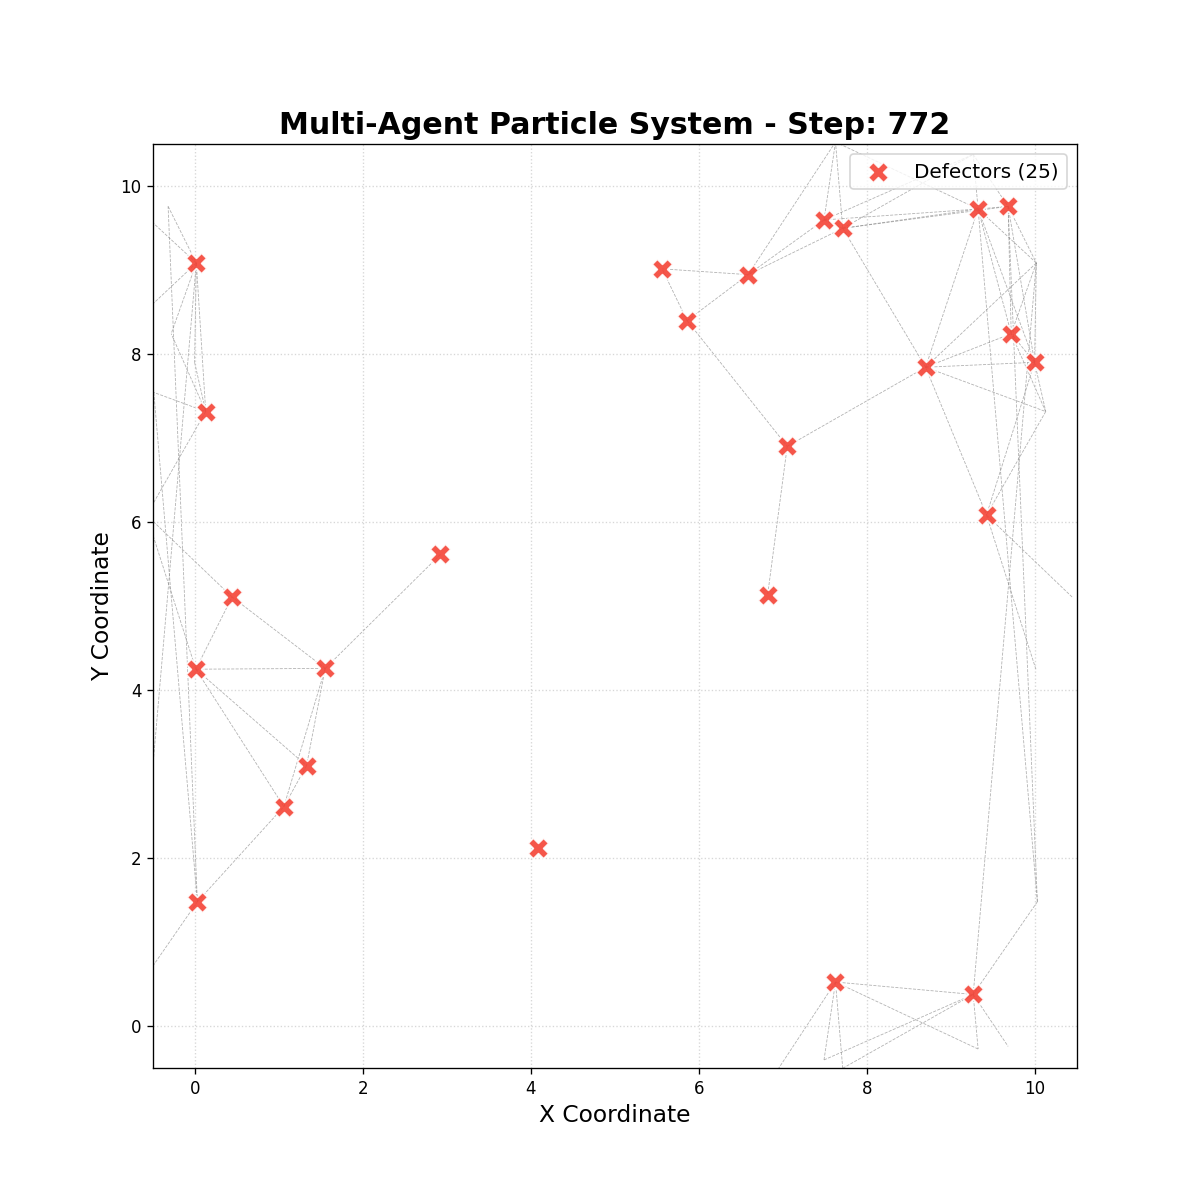 Multi-Agent Particle System - Step: 772
Defectors (25)
10
8
6
4
2
0
Y Coordinate
0 2 4 6 8 10
X Coordinate